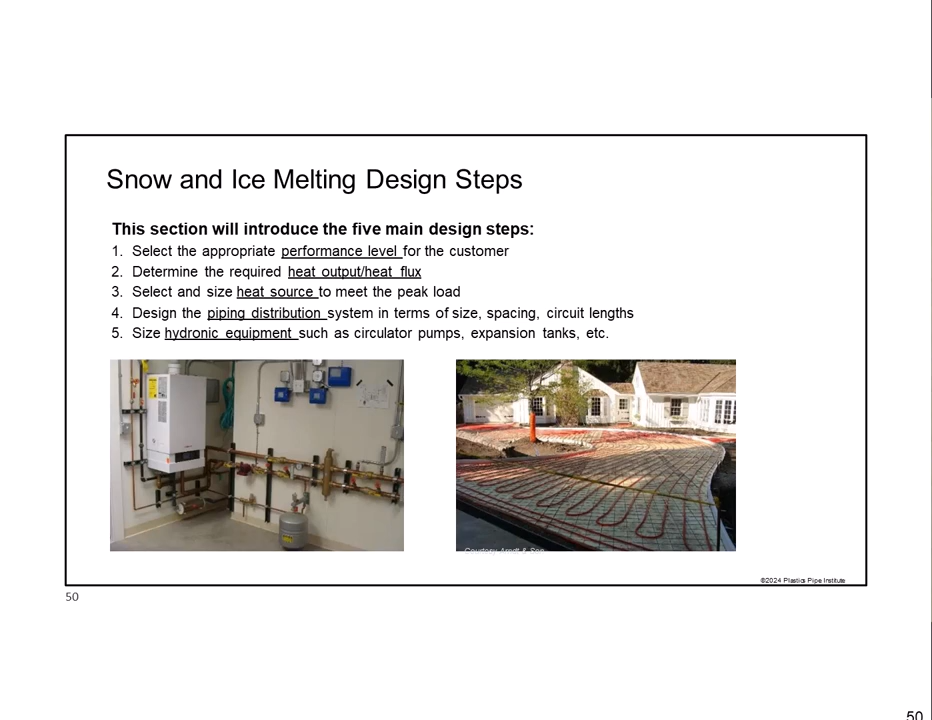 Snow and Ice Melting Design Steps
This section will introduce the five main design steps:
1. Select the appropriate performance level for the customer
2. Determine the required heat output/heat flux
3. Select and size heat source to meet the peak load
4. Design the piping distribution system in terms of size, spacing, circuit lengths
5. Size hydronic equipment such as circulator pumps, expansion tanks, etc.
Courtesy Arndt & Son
©2024 Plastics Pipe Institute
50
50